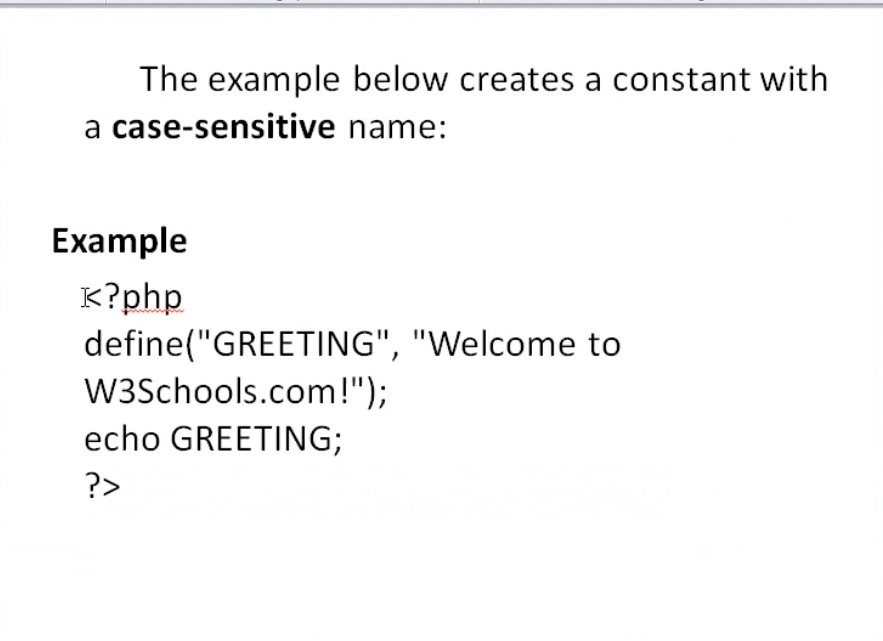 The example below creates a constant with
a case-sensitive name:
Example
<?php
define("GREETING", "Welcome to
W3Schools.com!");
echo GREETING;
?>